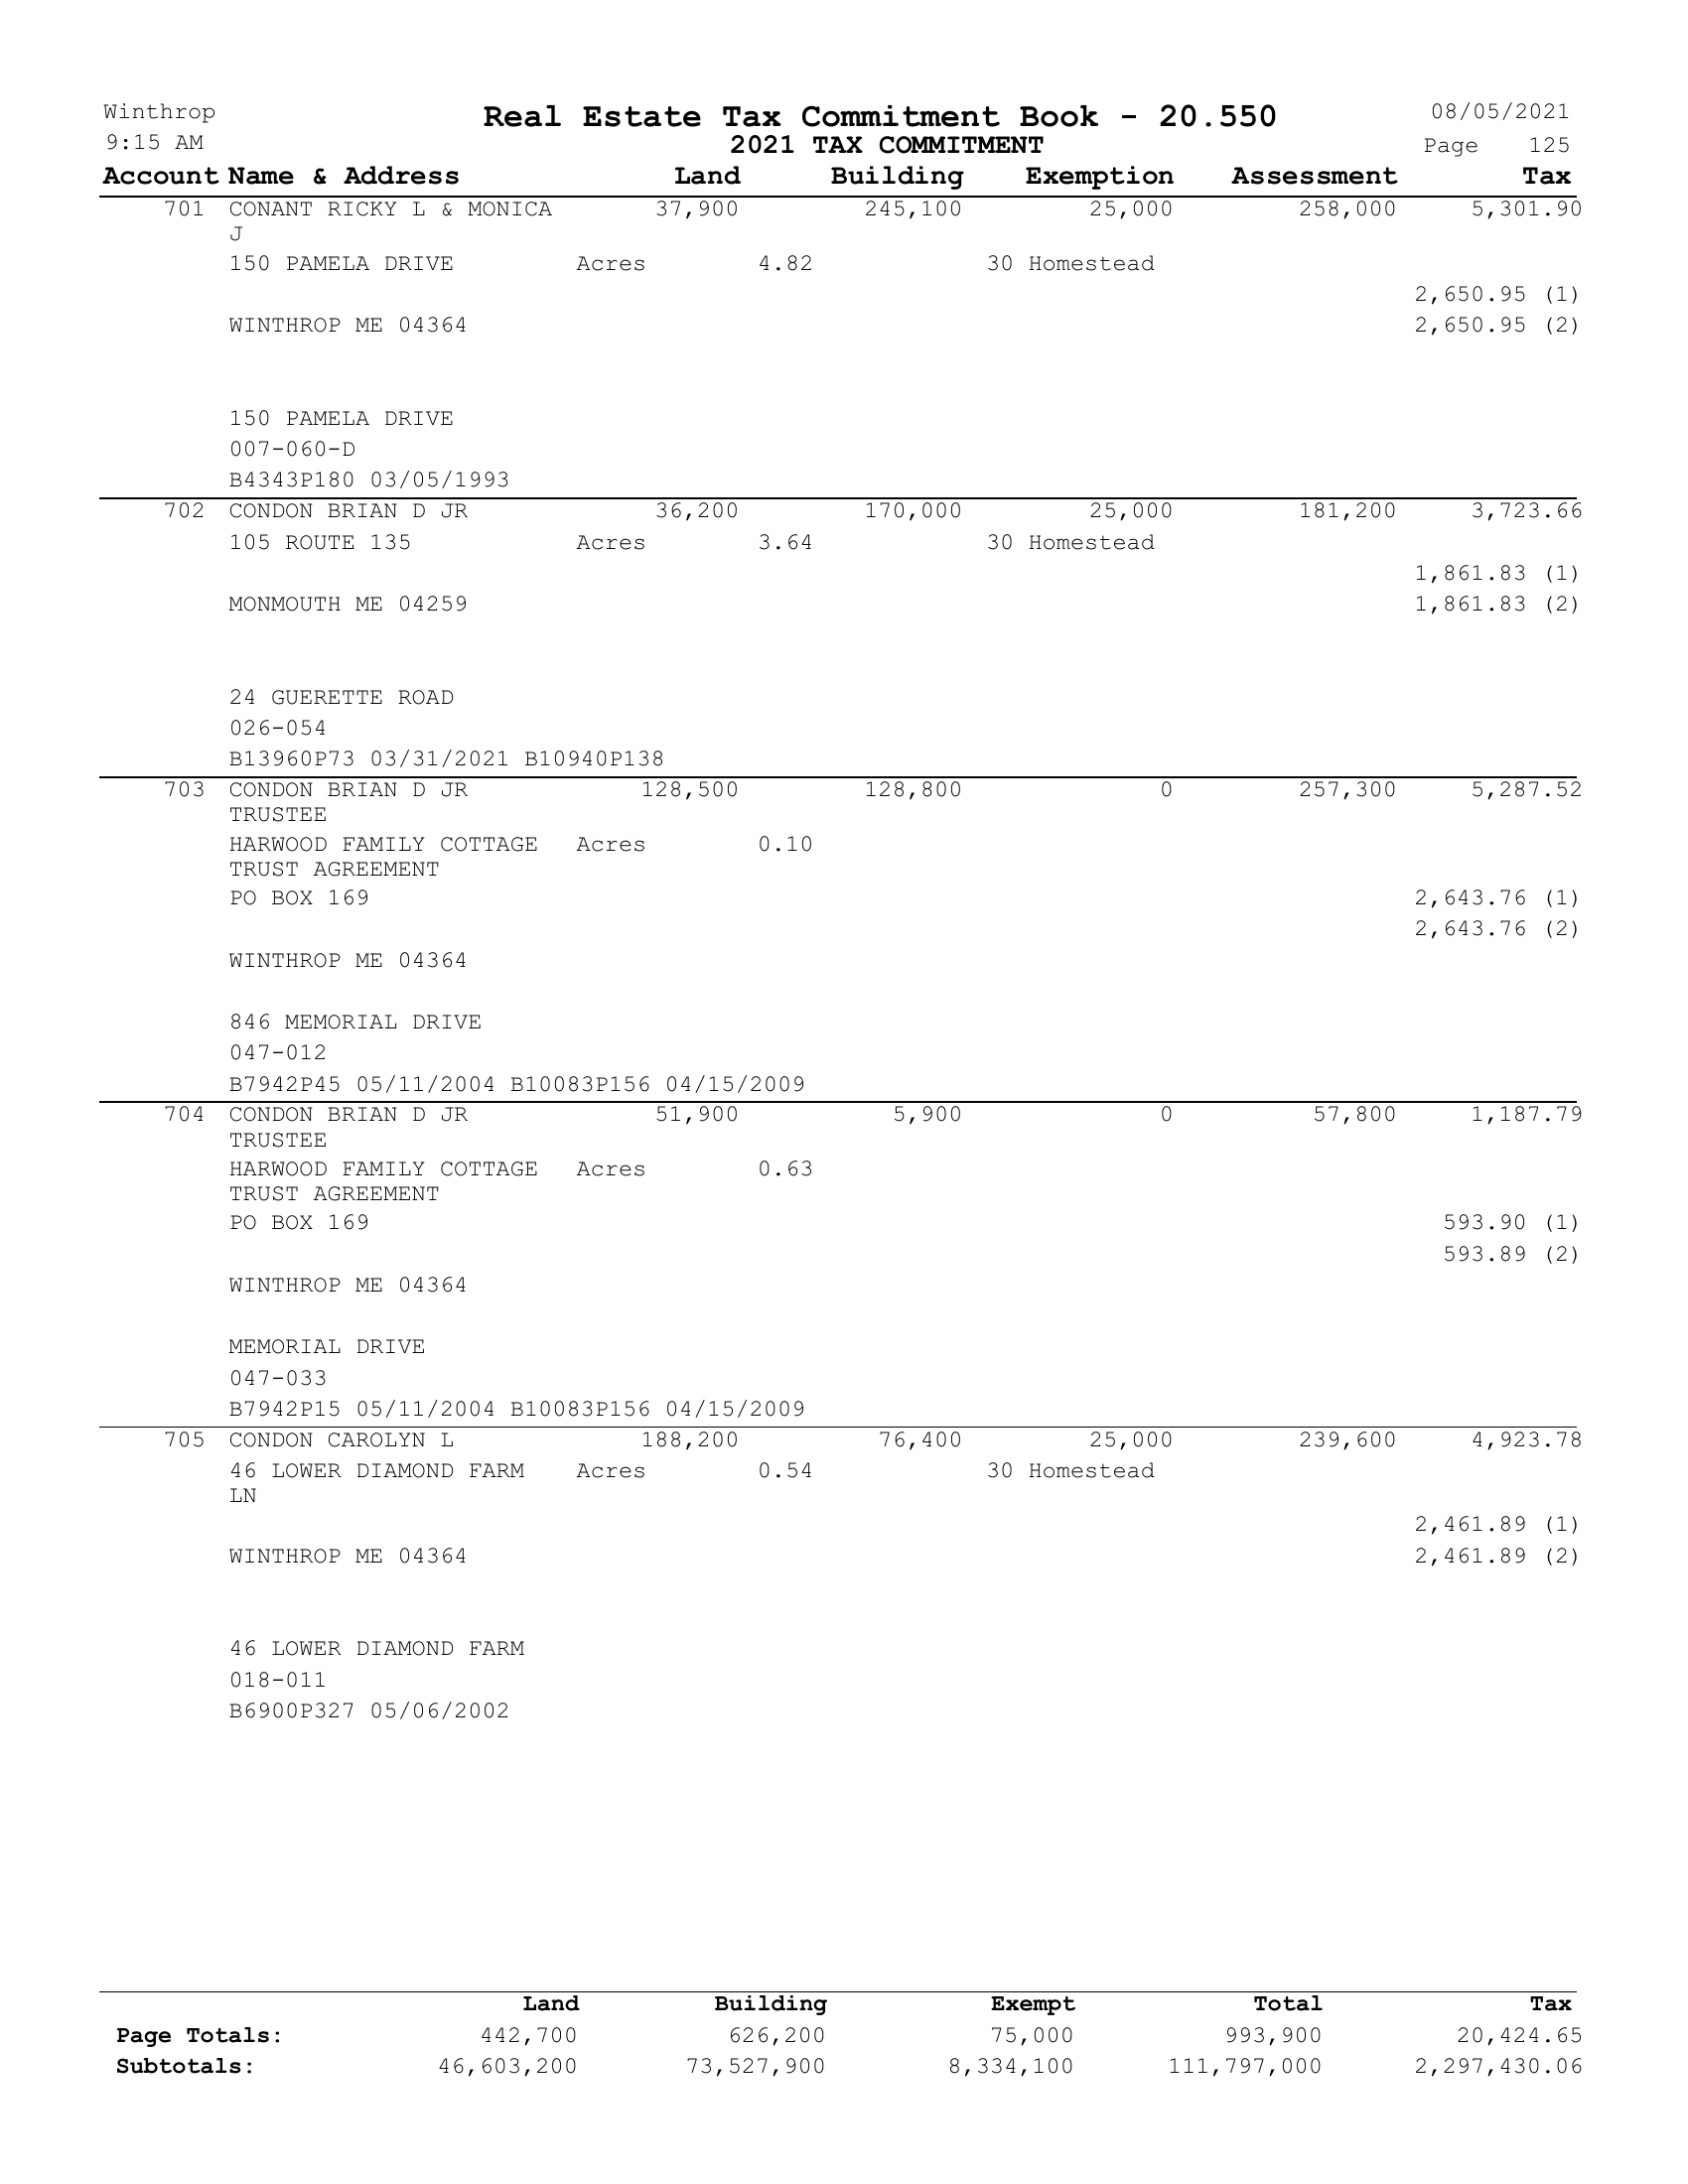 Winthrop Real Estate Tax Commitment Book - 20.550 08/05/2021
9:15 AM 2021 TAX COMMITMENT Page 125
Account Name & Address Land Building Exemption Assessment Tax
701 CONANT RICKY L & MONICA 37,900 245,100 25,000 258,000 5,301.90
J
150 PAMELA DRIVE Acres 4.82 30 Homestead
2,650.95 (1)
WINTHROP ME 04364 2,650.95 (2)
150 PAMELA DRIVE
007-060-D
B4343P180 03/05/1993
702 CONDON BRIAN D JR 36,200 170,000 25,000 181,200 3,723.66
105 ROUTE 135 Acres 3.64 30 Homestead
1,861.83 (1)
MONMOUTH ME 04259 1,861.83 (2)
24 GUERETTE ROAD
026-054
B13960P73 03/31/2021 B10940P138
703 CONDON BRIAN D JR 128,500 128,800 0 257,300 5,287.52
TRUSTEE
HARWOOD FAMILY COTTAGE Acres 0.10
TRUST AGREEMENT
PO BOX 169 2,643.76 (1)
2,643.76 (2)
WINTHROP ME 04364
846 MEMORIAL DRIVE
047-012
B7942P45 05/11/2004 B10083P156 04/15/2009
704 CONDON BRIAN D JR 51,900 5,900 0 57,800 1,187.79
TRUSTEE
HARWOOD FAMILY COTTAGE Acres 0.63
TRUST AGREEMENT
PO BOX 169 593.90 (1)
593.89 (2)
WINTHROP ME 04364
MEMORIAL DRIVE
047-033
B7942P15 05/11/2004 B10083P156 04/15/2009
705 CONDON CAROLYN L 188,200 76,400 25,000 239,600 4,923.78
46 LOWER DIAMOND FARM Acres 0.54 30 Homestead
LN
2,461.89 (1)
WINTHROP ME 04364 2,461.89 (2)
46 LOWER DIAMOND FARM
018-011
B6900P327 05/06/2002
Land Building Exempt Total Tax
Page Totals: 442,700 626,200 75,000 993,900 20,424.65
Subtotals: 46,603,200 73,527,900 8,334,100 111,797,000 2,297,430.06